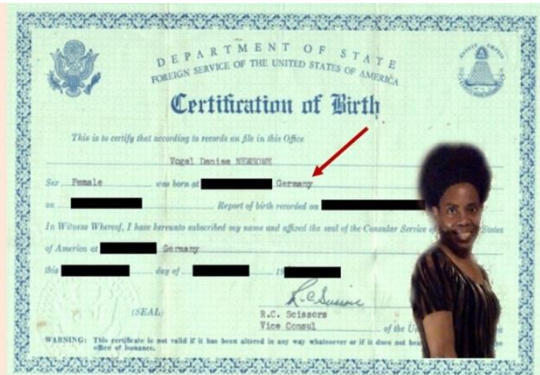 DEPARTMENT OF STATE
FOREIGN SERVICE OF THE UNITED STATES OF AMERICA
Certification of Birth
This is to certify that according to records on file in this Office
Vogel Denise NEWSOME
Sex Female was born at Germany
on Report of birth recorded on
In Witness Whereof, I have hereunto subscribed my name and affixed the seal of the Consular Service of States
of America at Germany
this day of 19
(SEAL)
R.C. Scissors
Vice Consul of the
WARNING: This certificate is not valid if it has been altered in any way whatsoever or if it does not
office of issuance.